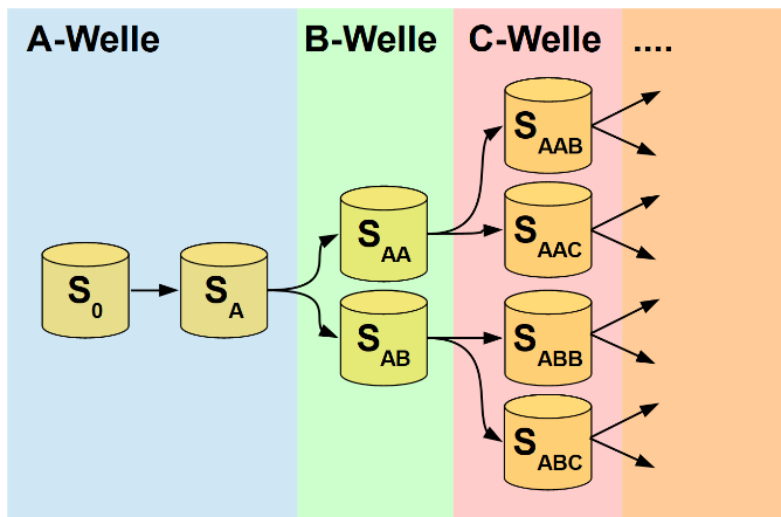 A-Welle
B-Welle
C-Welle
....
S0
SA
SAA
SAB
SAAB
SAAC
SABB
SABC